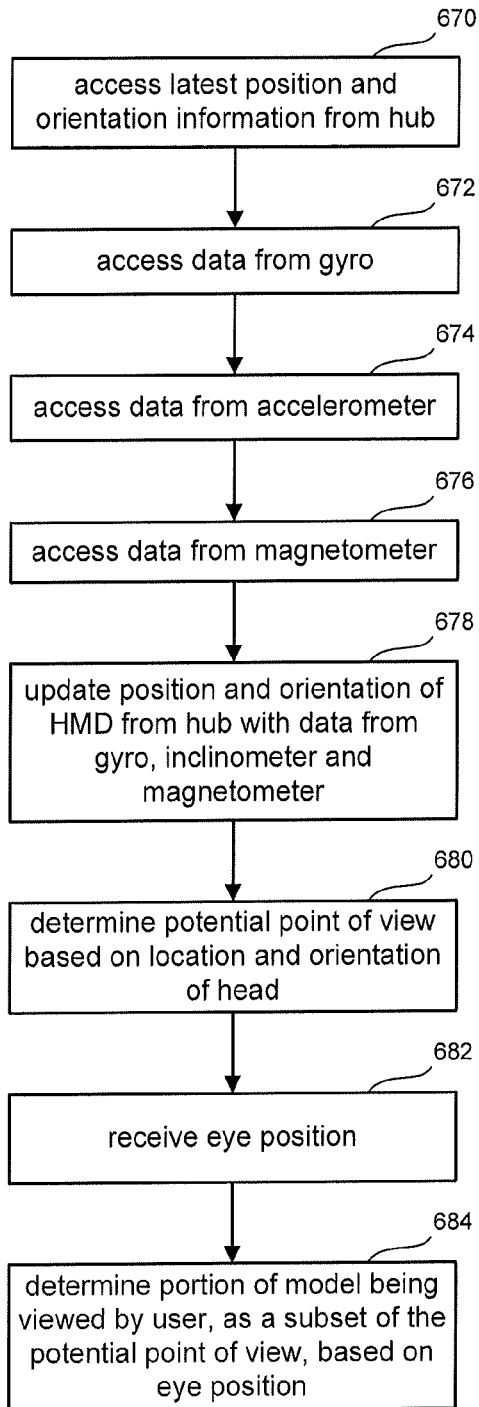 670
access latest position and
orientation information from hub
672
access data from gyro
674
access data from accelerometer
676
access data from magnetometer
678
update position and orientation of
HMD from hub with data from
gyro, inclinometer and
magnetometer
680
determine potential point of view
based on location and orientation
of head
682
receive eye position
684
determine portion of model being
viewed by user, as a subset of the
potential point of view, based on
eye position